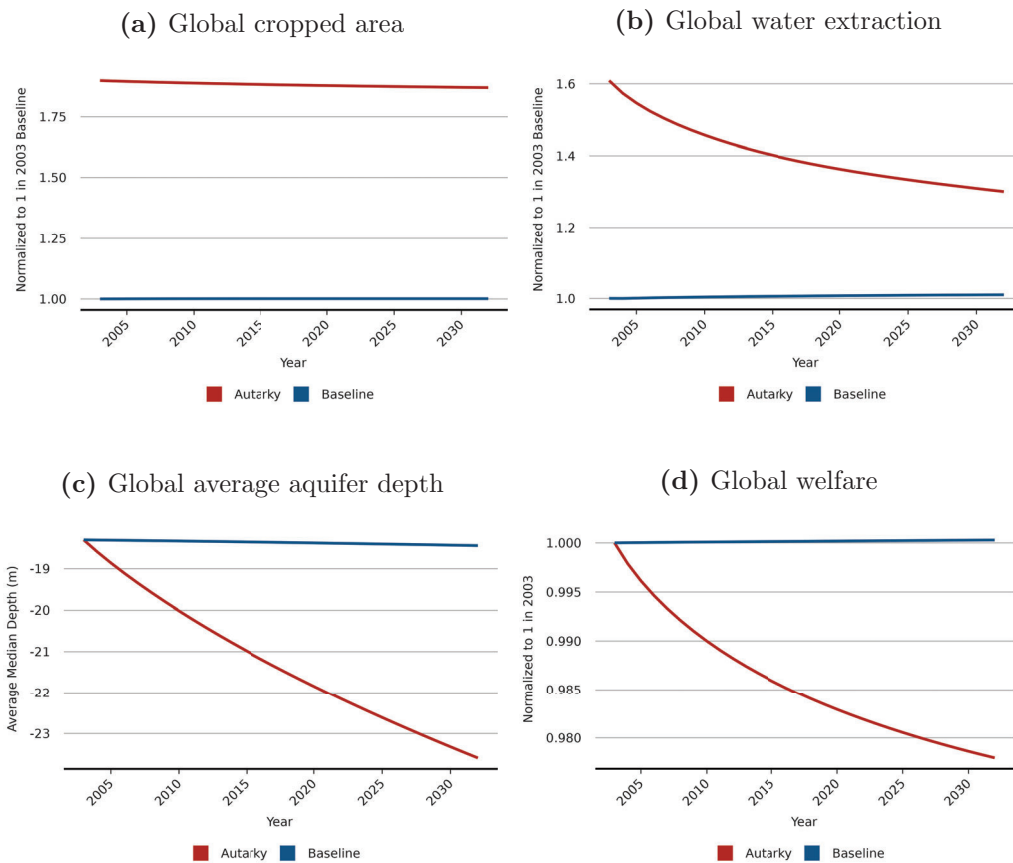 (a) Global cropped area
Normalized to 1 in 2003 Baseline
1.75
1.50
1.25
1.00
2005 2010 2015 2020 2025 2030
Year
Autarky Baseline
(b) Global water extraction
Normalized to 1 in 2003 Baseline
1.6
1.4
1.2
1.0
2005 2010 2015 2020 2025 2030
Year
Autarky Baseline
(c) Global average aquifer depth
Average Median Depth (m)
-19
-20
-21
-22
-23
2005 2010 2015 2020 2025 2030
Year
Autarky Baseline
(d) Global welfare
Normalized to 1 in 2003
1.000
0.995
0.990
0.985
0.980
2005 2010 2015 2020 2025 2030
Year
Autarky Baseline